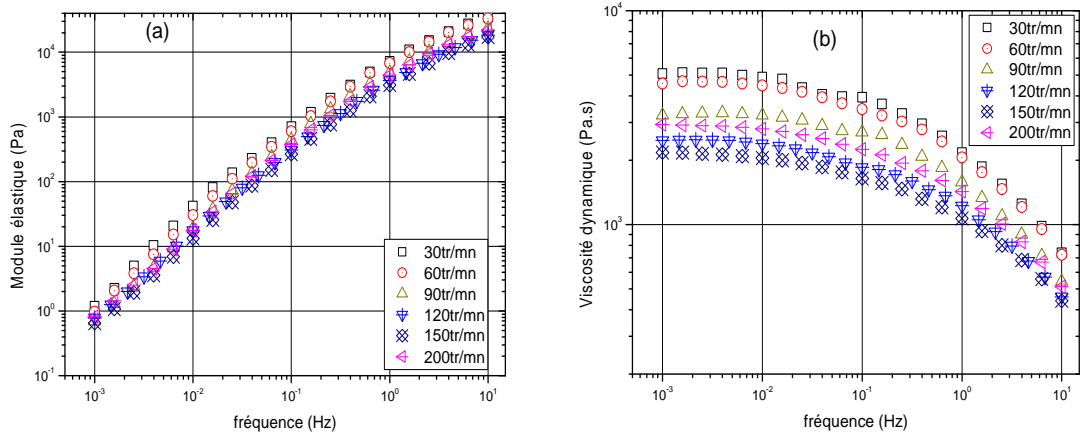 (a)
Module élastique (Pa)
10^4
10^3
10^2
10^1
10^0
10^-1
10^-3
10^-2
10^-1
10^0
10^1
fréquence (Hz)
30tr/mn
60tr/mn
90tr/mn
120tr/mn
150tr/mn
200tr/mn
(b)
Viscosité dynamique (Pa.s)
10^4
10^3
10^-3
10^-2
10^-1
10^0
10^1
fréquence (Hz)
30tr/mn
60tr/mn
90tr/mn
120tr/mn
150tr/mn
200tr/mn